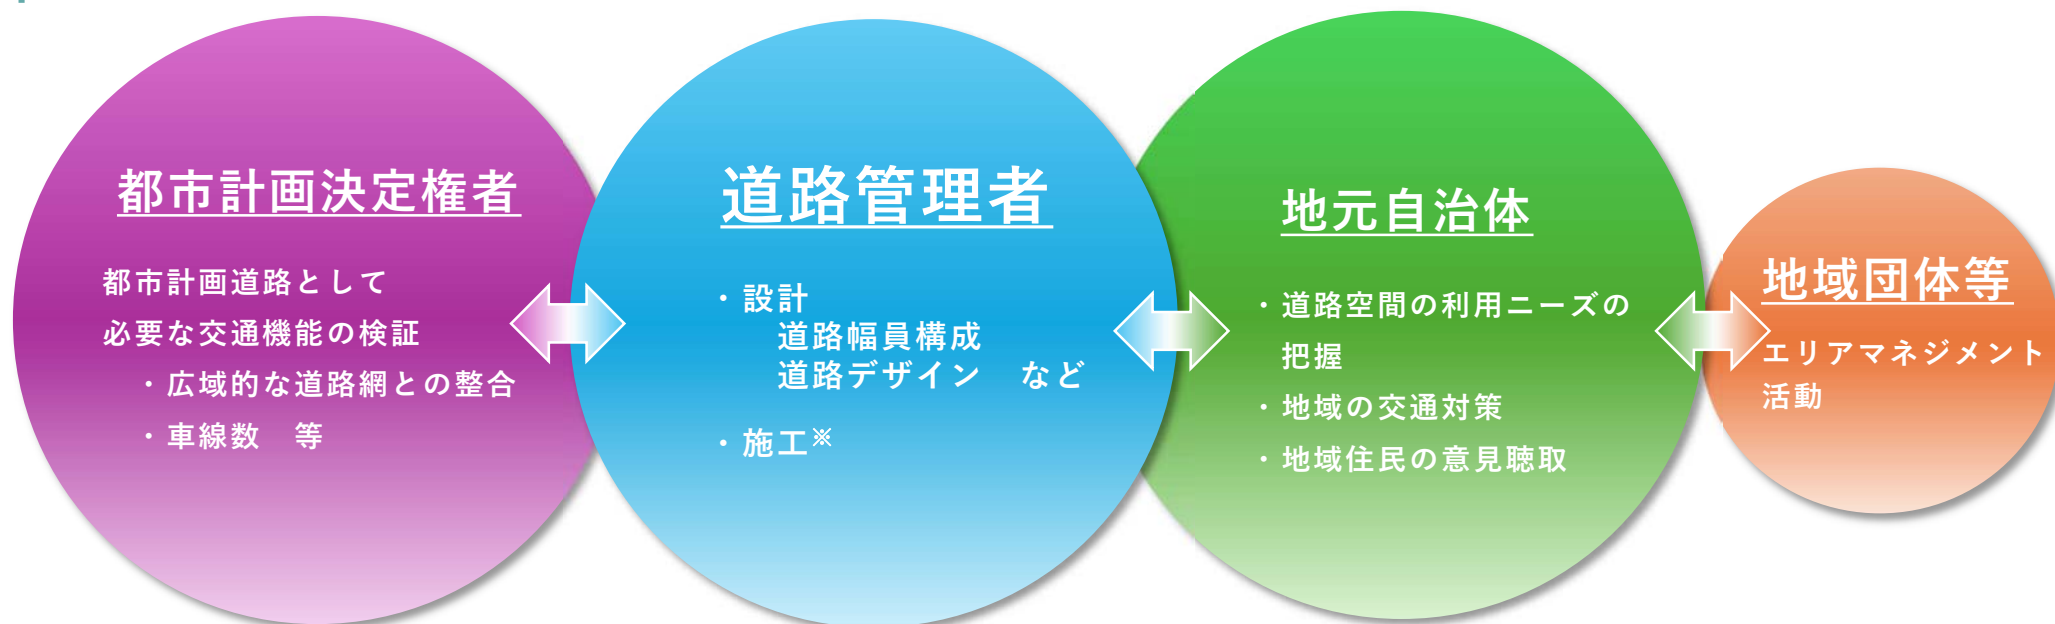 都市計画決定権者
都市計画道路として
必要な交通機能の検証
・広域的な道路網との整合
・車線数　等
道路管理者
・設計
道路幅員構成
道路デザイン　など
・施工※
地元自治体
・道路空間の利用ニーズの
把握
・地域の交通対策
・地域住民の意見聴取
地域団体等
エリアマネジメント
活動